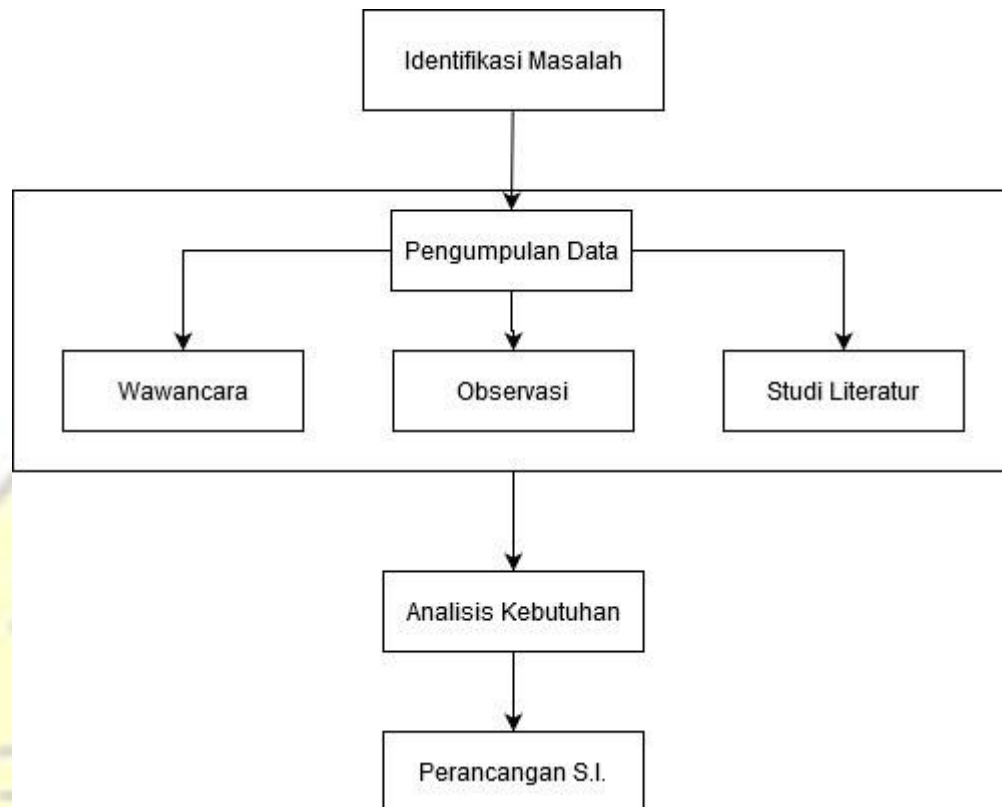 Identifikasi Masalah
Pengumpulan Data
Wawancara
Observasi
Studi Literatur
Analisis Kebutuhan
Perancangan S.I.